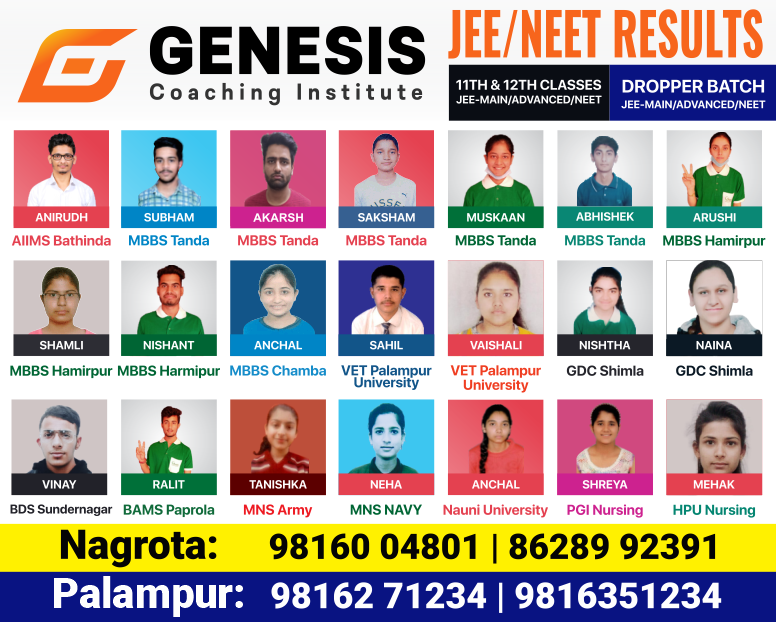 GENESIS
Coaching Institute
JEE/NEET RESULTS
11TH & 12TH CLASSES
JEE-MAIN/ADVANCED/NEET
DROPPER BATCH
JEE-MAIN/ADVANCED/NEET
ANIRUDH
AIIMS Bathinda
SUBHAM
MBBS Tanda
AKARSH
MBBS Tanda
SAKSHAM
MBBS Tanda
MUSKAAN
MBBS Tanda
ABHISHEK
MBBS Tanda
ARUSHI
MBBS Hamirpur
SHAMLI
MBBS Hamirpur
NISHANT
MBBS Harmipur
ANCHAL
MBBS Chamba
SAHIL
VET Palampur
University
VAISHALI
VET Palampur
University
NISHTHA
GDC Shimla
NAINA
GDC Shimla
VINAY
BDS Sundernagar
RALIT
BAMS Paprola
TANISHKA
MNS Army
NEHA
MNS NAVY
ANCHAL
Nauni University
SHREYA
PGI Nursing
MEHAK
HPU Nursing
Nagrota: 98160 04801 | 86289 92391
Palampur: 98162 71234 | 9816351234